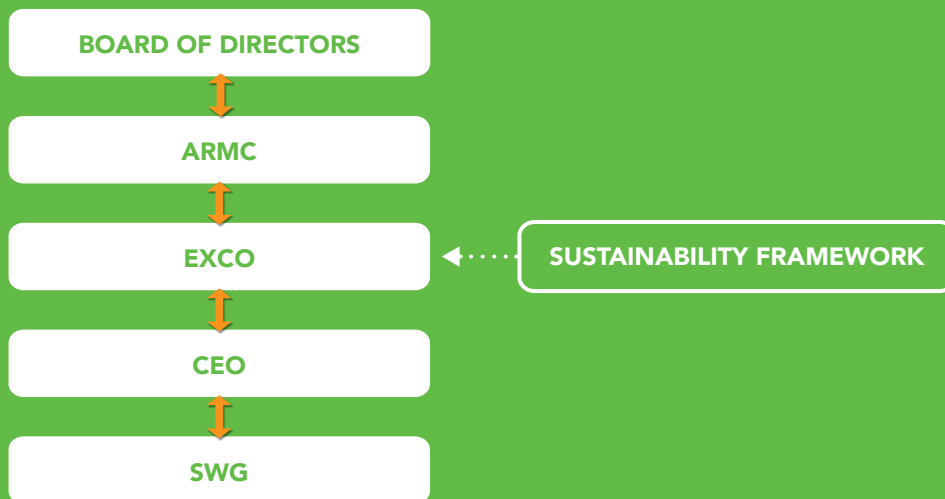 BOARD OF DIRECTORS
ARMC
EXCO
SUSTAINABILITY FRAMEWORK
CEO
SWG